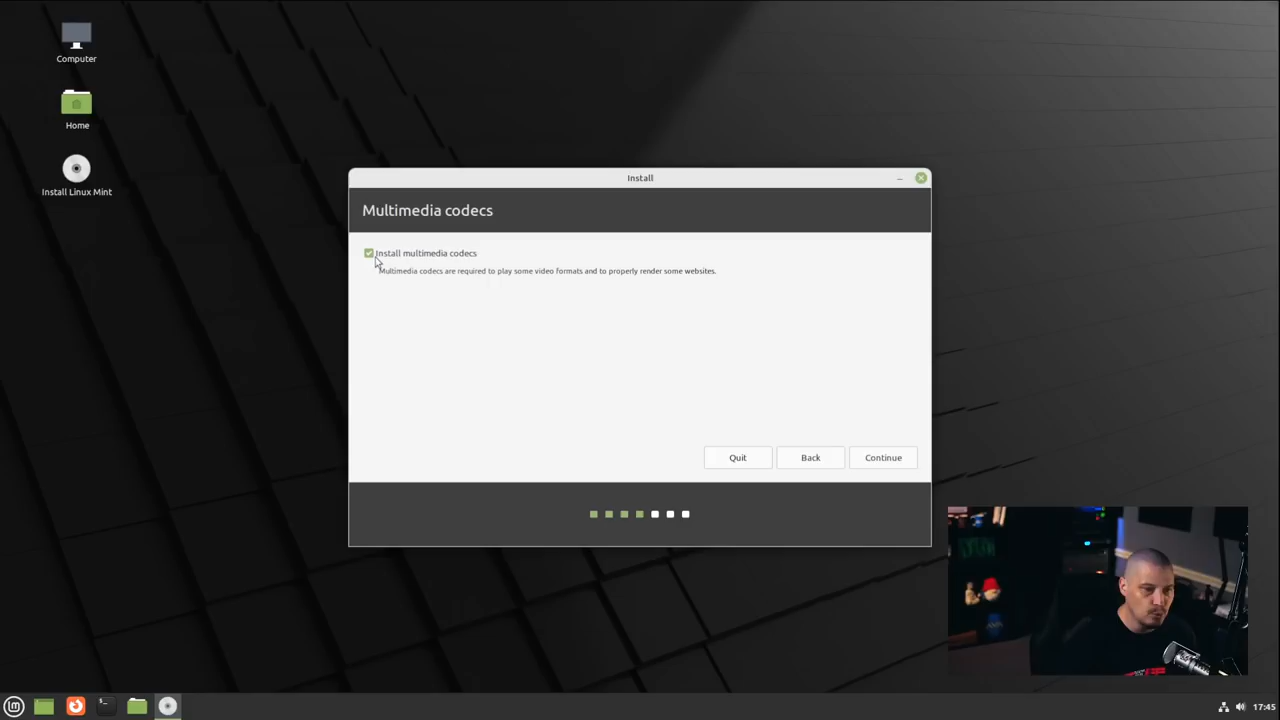 Computer
Home
Install Linux Mint
Install
Multimedia codecs
Install multimedia codecs
Multimedia codecs are required to play some video formats and to properly render some websites.
Quit
Back
Continue
17:45